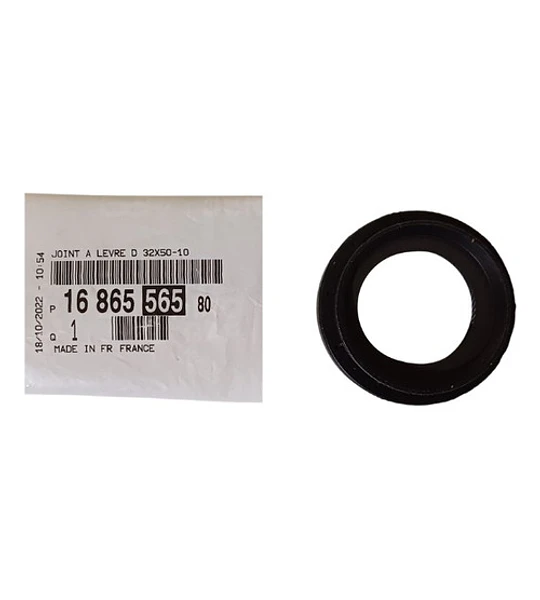 JOINT A LEVRE D 32X50-10
P 16 865 565 80
Q 1
MADE IN FR FRANCE
18/10/2022 - 10:54